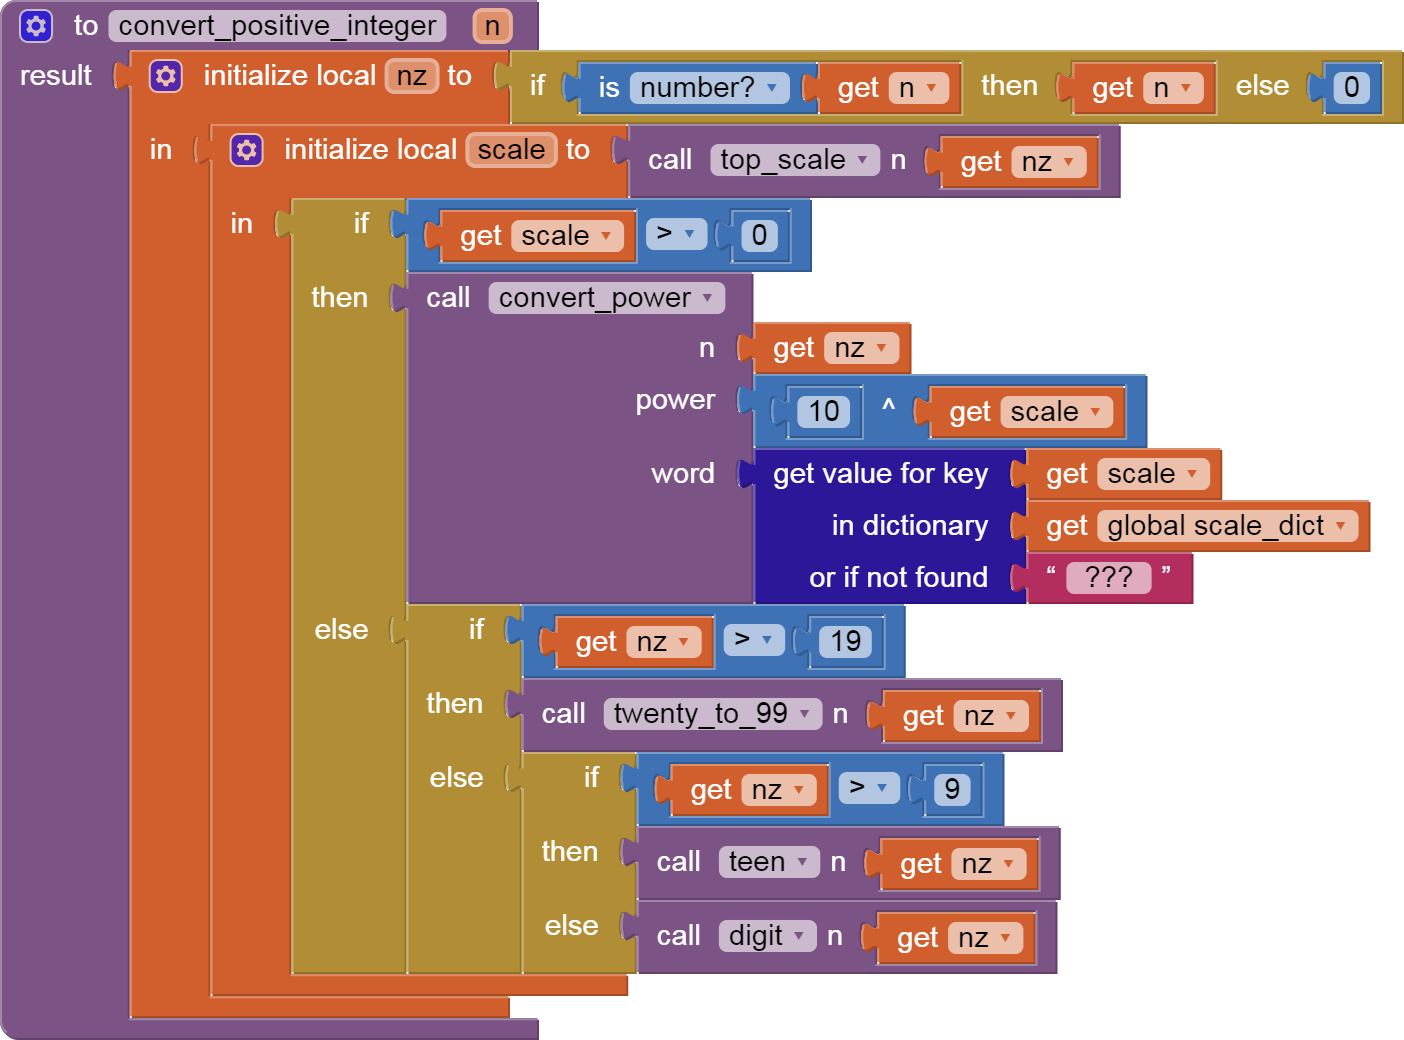 to convert_positive_integer n
result initialize local nz to if is number? get n then get n else 0
in initialize local scale to call top_scale n get nz
in if get scale > 0
then call convert_power
n get nz
power 10 ^ get scale
word get value for key get scale
in dictionary get global scale_dict
or if not found “ ??? ”
else if get nz > 19
then call twenty_to_99 n get nz
else if get nz > 9
then call teen n get nz
else call digit n get nz